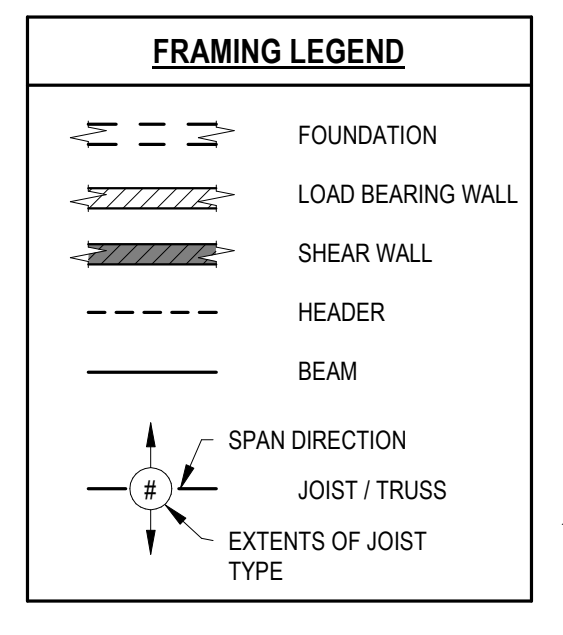 FRAMING LEGEND
FOUNDATION
LOAD BEARING WALL
SHEAR WALL
HEADER
BEAM
SPAN DIRECTION
#
JOIST / TRUSS
EXTENTS OF JOIST
TYPE